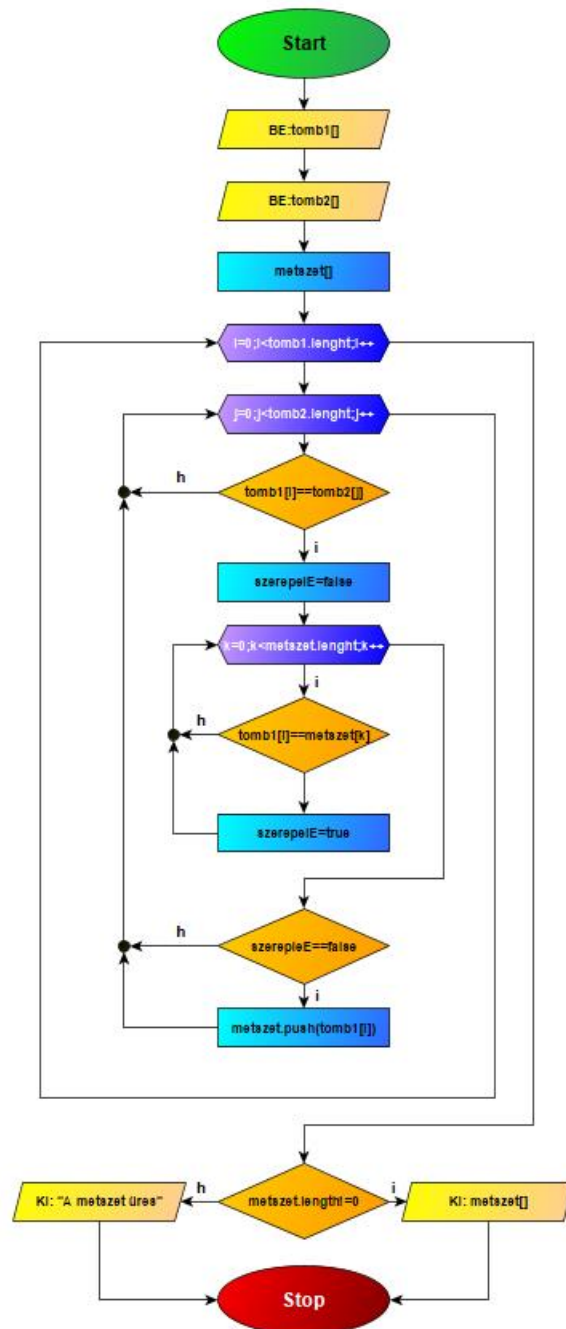 Start
BE:tomb1[]
BE:tomb2[]
metszet[]
i=0;i<tomb1.lenght;i++
j=0;j<tomb2.lenght;j++
h
tomb1[i]==tomb2[j]
i
szerepelE=false
k=0;k<metszet.lenght;k++
i
h
tomb1[i]==metszet[k]
szerepelE=true
h
szerepleE==false
i
metszet.push(tomb1[i])
KI: "A metszet üres"
h
metszet.length!=0
i
KI: metszet[]
Stop